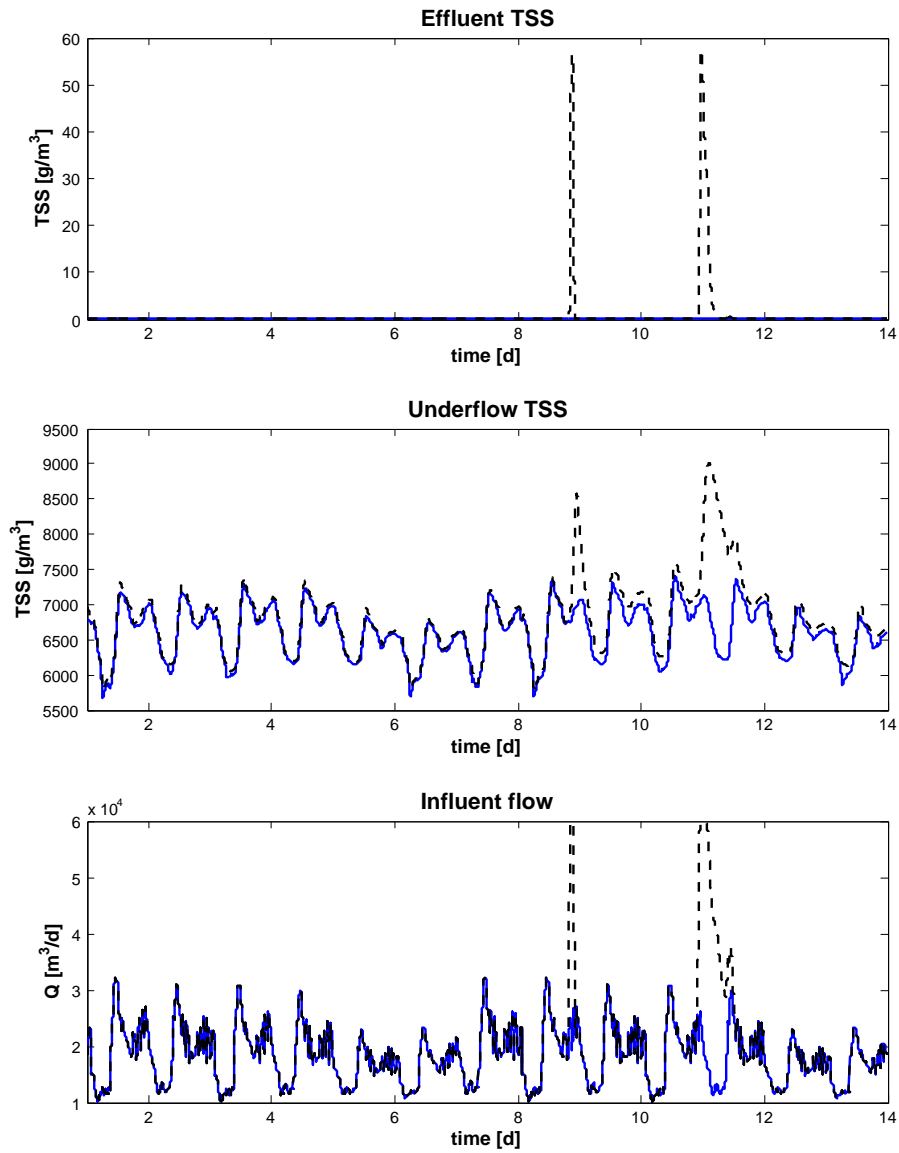 Effluent TSS
60
50
40
30
20
10
0
TSS [g/m³]
2 4 6 8 10 12 14
time [d]
Underflow TSS
9500
9000
8500
8000
7500
7000
6500
6000
5500
TSS [g/m³]
2 4 6 8 10 12 14
time [d]
Influent flow
x 10⁴
6
5
4
3
2
1
Q [m³/d]
2 4 6 8 10 12 14
time [d]